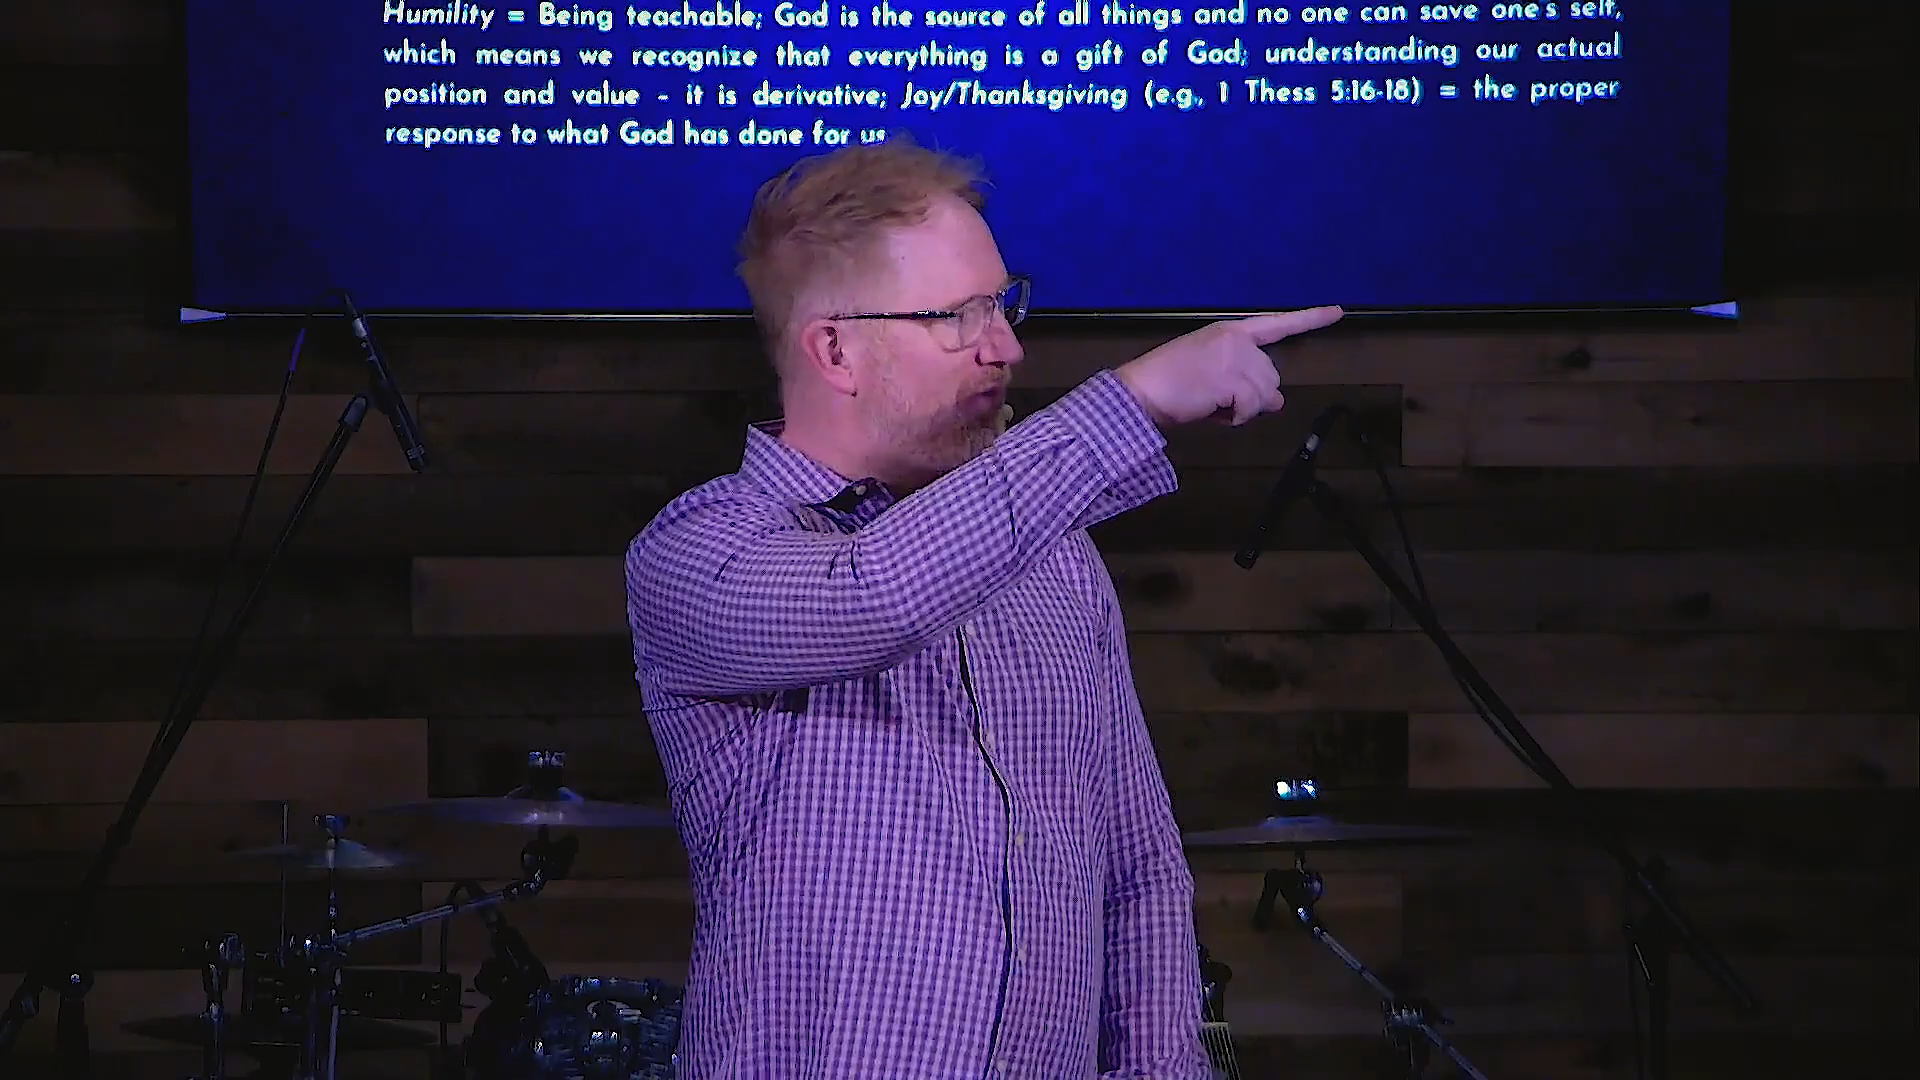 Humility = Being teachable; God is the source of all things and no one can save one's self,
which means we recognize that everything is a gift of God; understanding our actual
position and value - it is derivative; Joy/Thanksgiving (e.g., 1 Thess 5:16-18) = the proper
response to what God has done for us